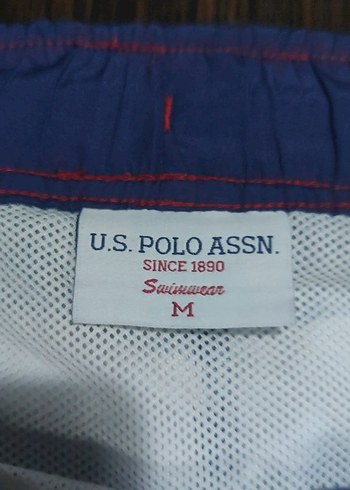 U.S. POLO ASSN.
SINCE 1890
Swimwear
M